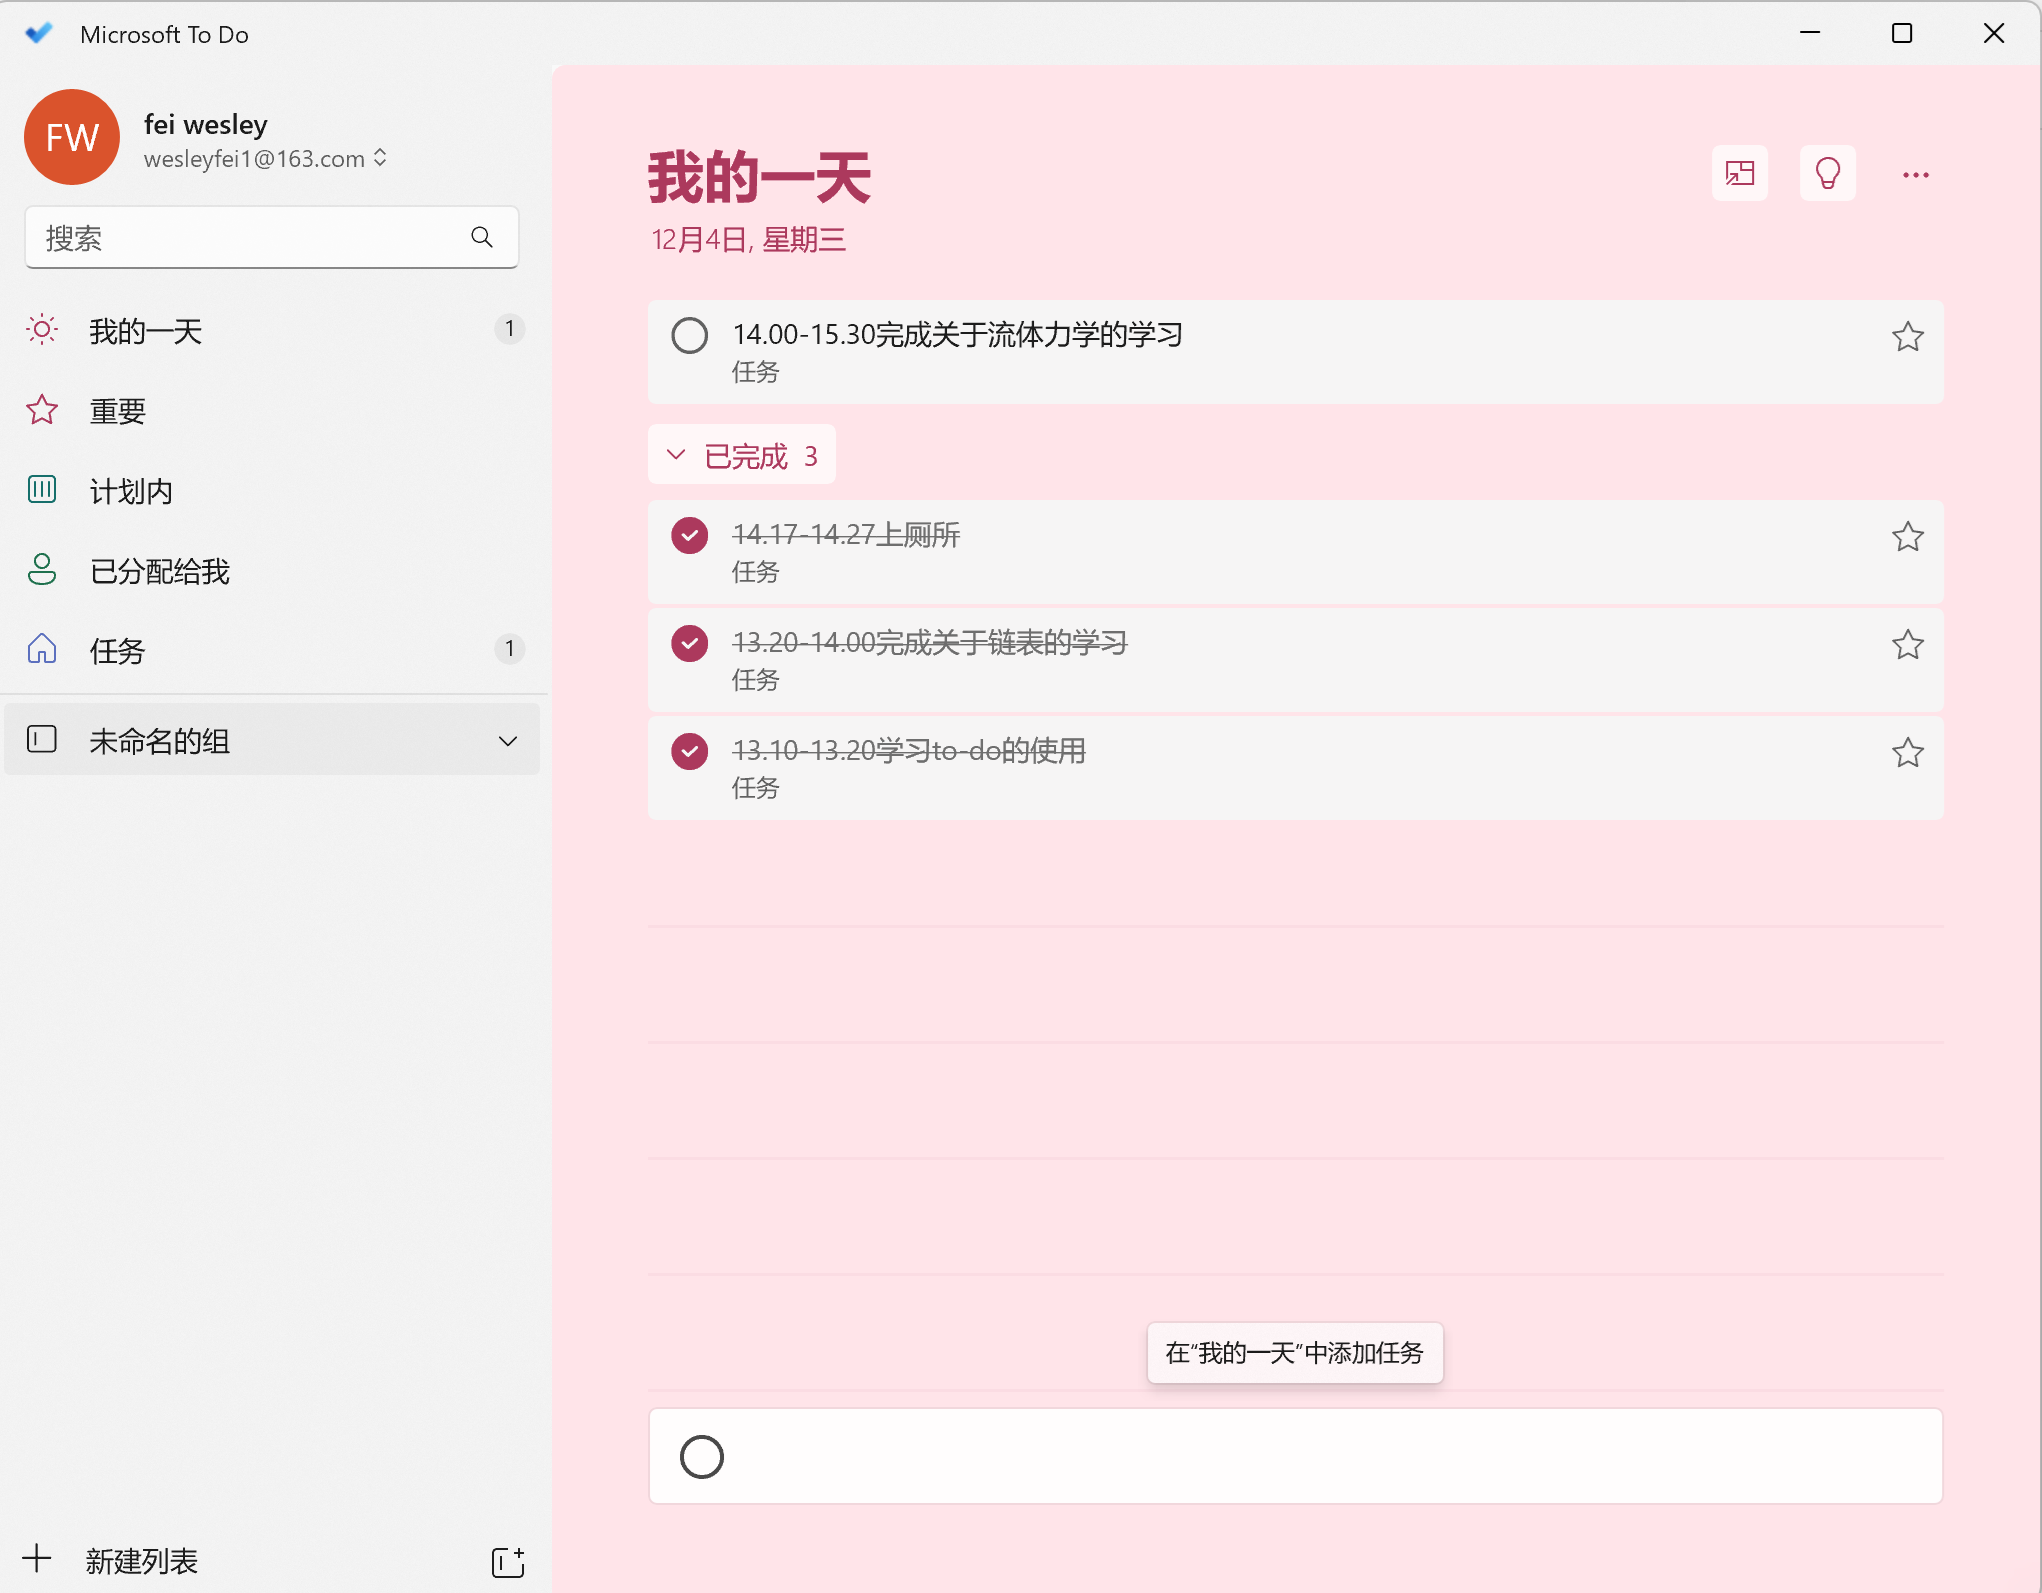 Microsoft To Do
FW
fei wesley
wesleyfei1@163.com
搜索
我的一天
1
重要
计划内
已分配给我
任务
1
未命名的组
新建列表
我的一天
12月4日, 星期三
14.00-15.30完成关于流体力学的学习
任务
已完成 3
14.17-14.27上厕所
任务
13.20-14.00完成关于链表的学习
任务
13.10-13.20学习to-do的使用
任务
在“我的一天”中添加任务